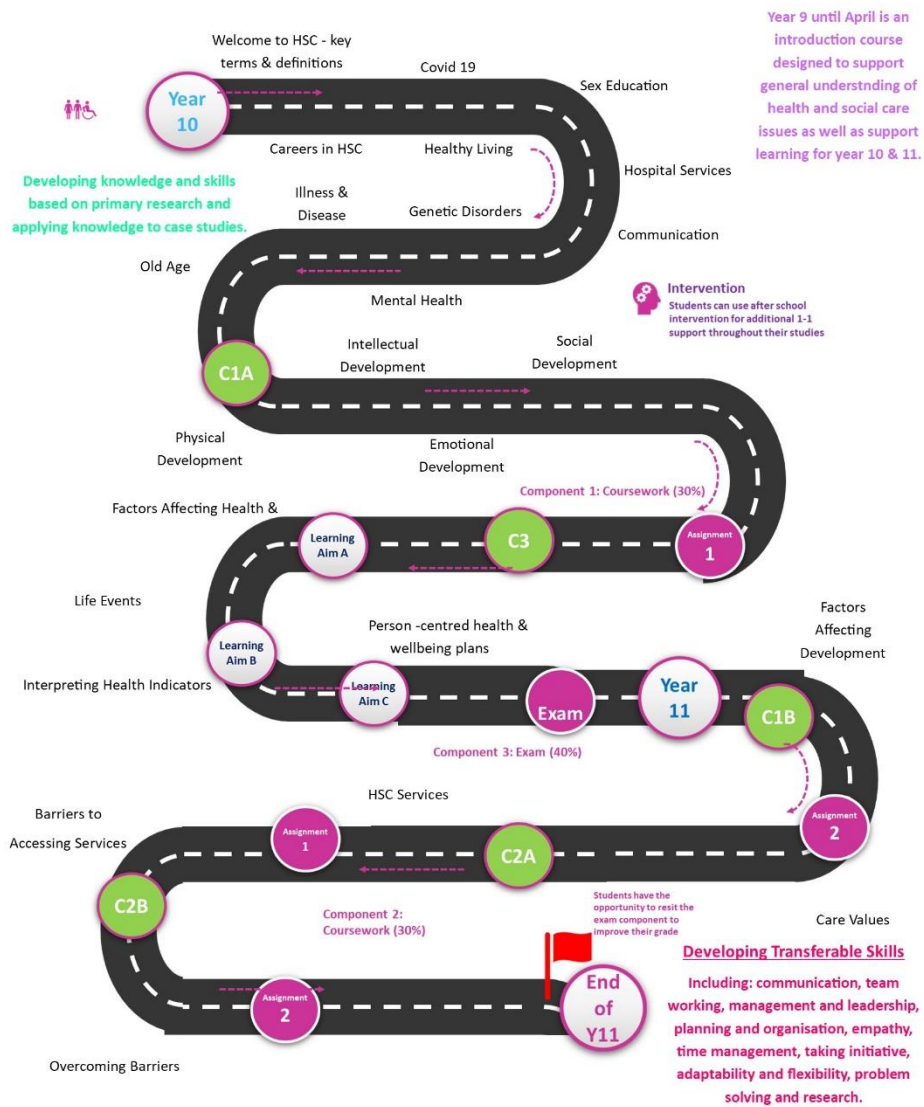 Year 9 until April is an
introduction course
designed to support
general understnding of
health and social care
issues as well as support
learning for year 10 & 11.
Welcome to HSC - key
terms & definitions
Covid 19
Sex Education
Year
10
Careers in HSC
Healthy Living
Hospital Services
Developing knowledge and skills
based on primary research and
applying knowledge to case studies.
Illness &
Disease
Genetic Disorders
Communication
Old Age
Mental Health
Intervention
Students can use after school
intervention for additional 1-1
support throughout their studies
Intellectual
Development
Social
Development
C1A
Physical
Development
Emotional
Development
Component 1: Coursework (30%)
Factors Affecting Health &
Learning
Aim A
C3
Assignment
1
Life Events
Learning
Aim B
Person -centred health &
wellbeing plans
Factors
Affecting
Development
Interpreting Health Indicators
Learning
Aim C
Exam
Year
11
C1B
Component 3: Exam (40%)
HSC Services
Barriers to
Accessing Services
Assignment
1
C2A
Assignment
2
C2B
Component 2:
Coursework (30%)
Students have the
opportunity to resit the
exam component to
improve their grade
Care Values
Developing Transferable Skills
Including: communication, team
working, management and leadership,
planning and organisation, empathy,
time management, taking initiative,
adaptability and flexibility, problem
solving and research.
Assignment
2
End
of
Y11
Overcoming Barriers